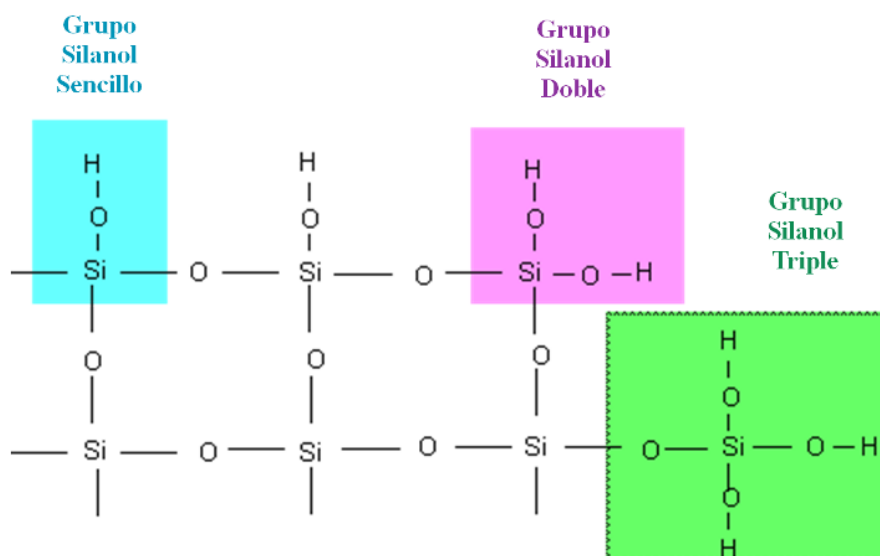 Grupo
Silanol
Sencillo
Grupo
Silanol
Doble
Grupo
Silanol
Triple
H H H
O O O
Si O Si O Si O H
H
O O O
O
Si O Si O Si O Si O H
O
H